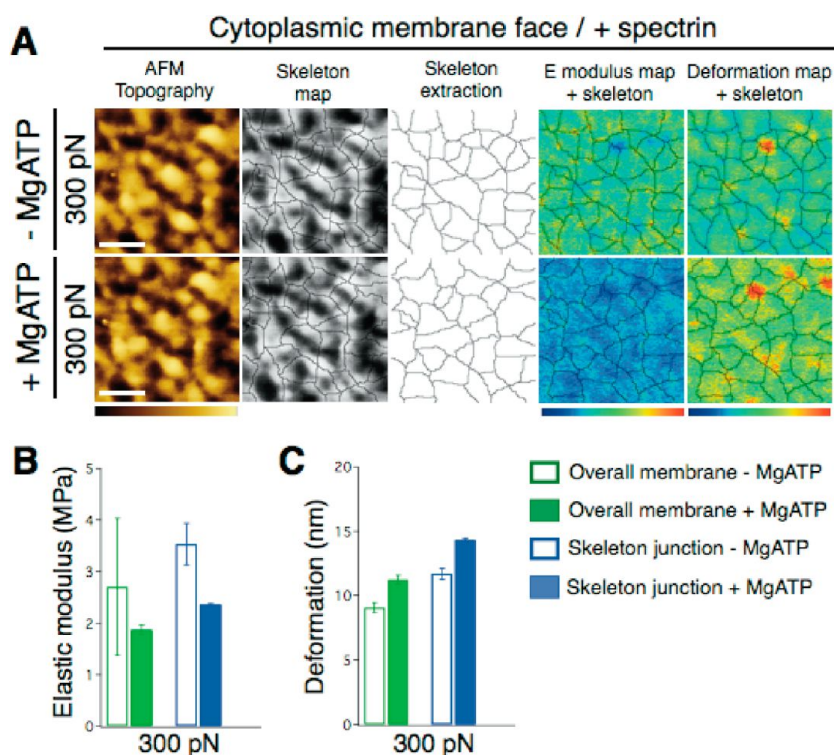 A
Cytoplasmic membrane face / + spectrin
AFM
Topography
Skeleton
map
Skeleton
extraction
E modulus map
+ skeleton
Deformation map
+ skeleton
- MgATP
300 pN
+ MgATP
300 pN
B
Elastic modulus (MPa)
5
4
3
2
1
0
300 pN
C
Deformation (nm)
20
15
10
5
0
300 pN
Overall membrane - MgATP
Overall membrane + MgATP
Skeleton junction - MgATP
Skeleton junction + MgATP